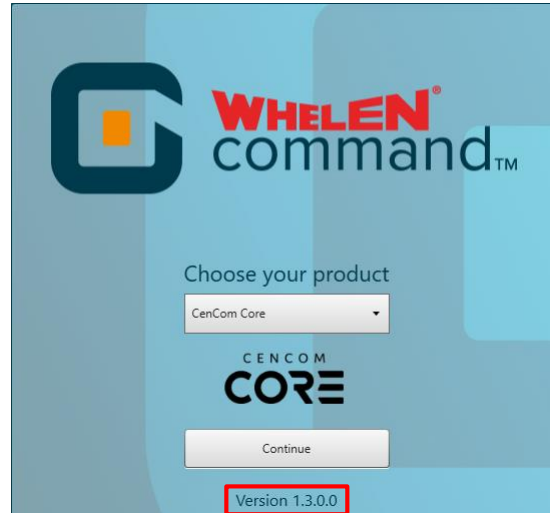 WHELEN®
command™
Choose your product
CenCom Core
CENCOM
CORE
Continue
Version 1.3.0.0